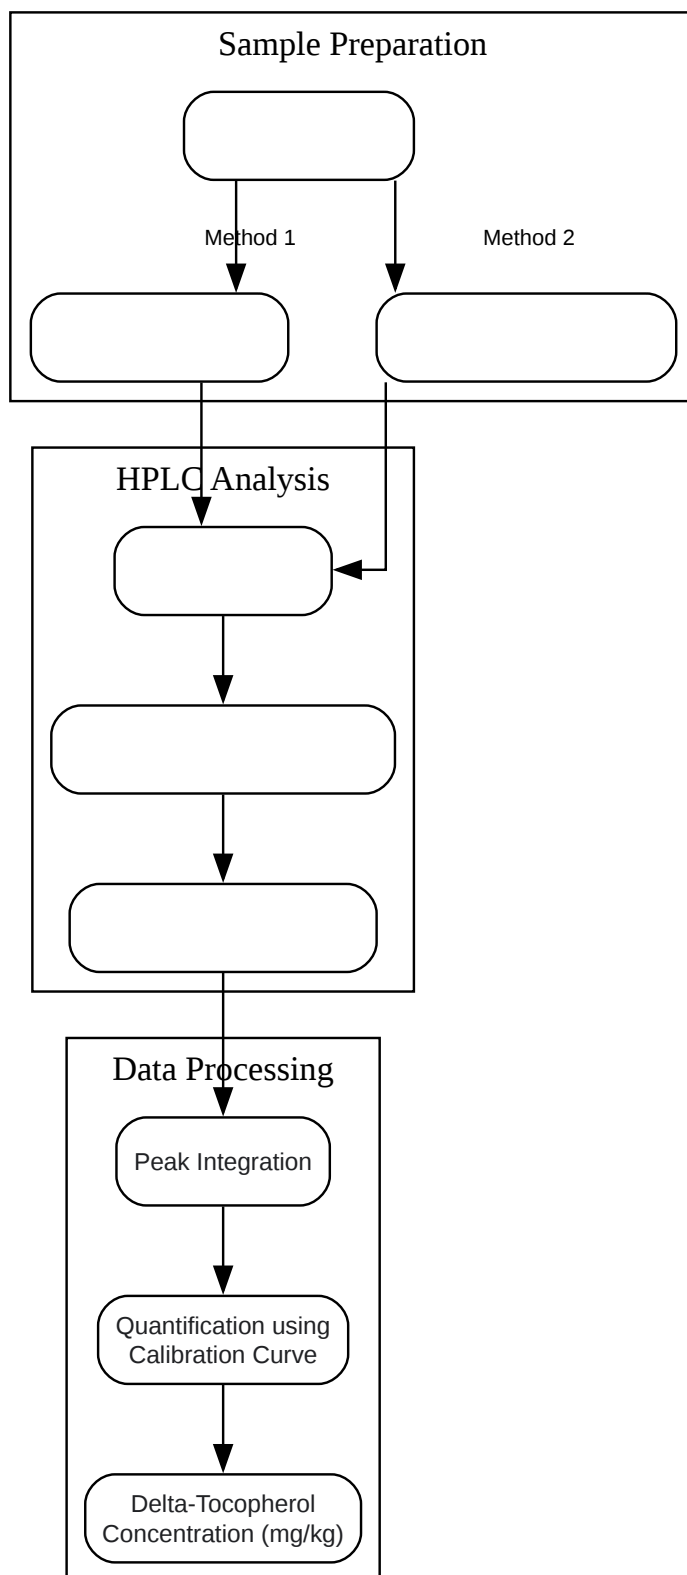 Sample Preparation
Method 1
Method 2
HPLC Analysis
Data Processing
Peak Integration
Quantification using
Calibration Curve
Delta-Tocopherol
Concentration (mg/kg)